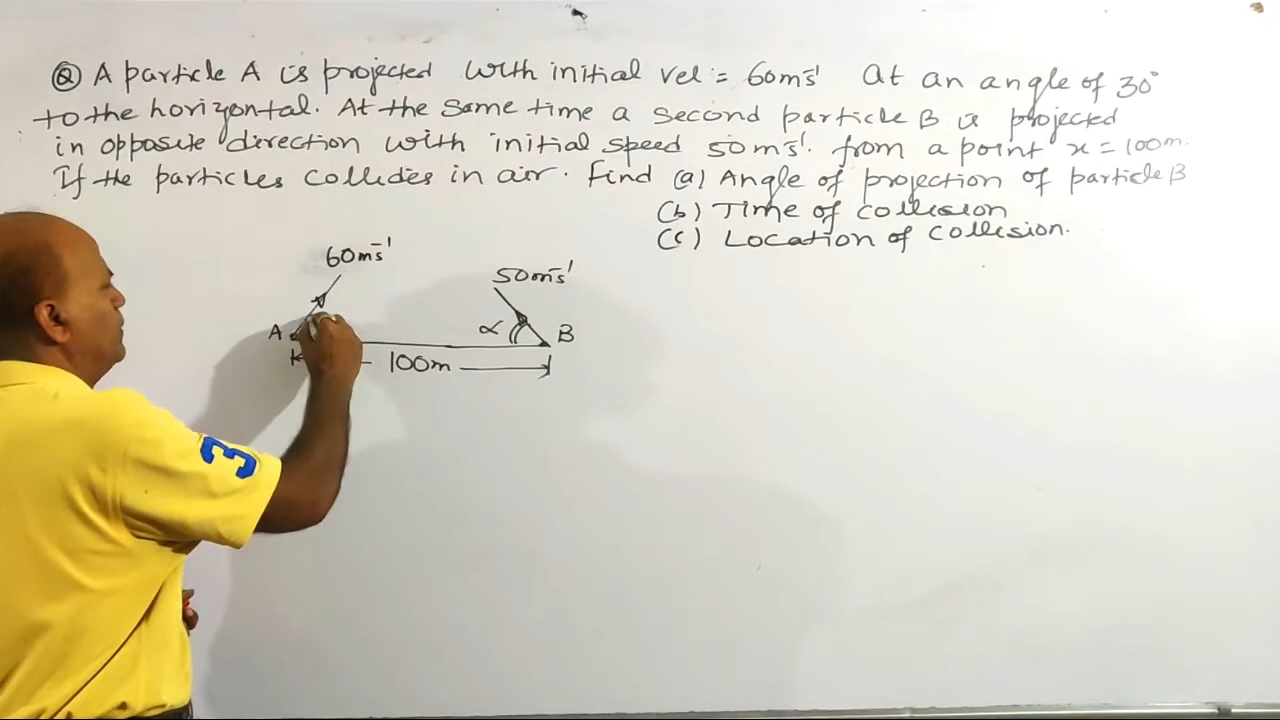 Q A particle A is projected with initial vel = 60ms⁻¹ at an angle of 30°
to the horizontal. At the same time a second particle B is projected
in opposite direction with initial speed 50ms⁻¹. from a point x = 100m.
If the particles collides in air. Find (a) Angle of projection of particle B
(b) Time of collision
(c) Location of collision.
60ms⁻¹
50ms⁻¹
A
α
B
100m
3